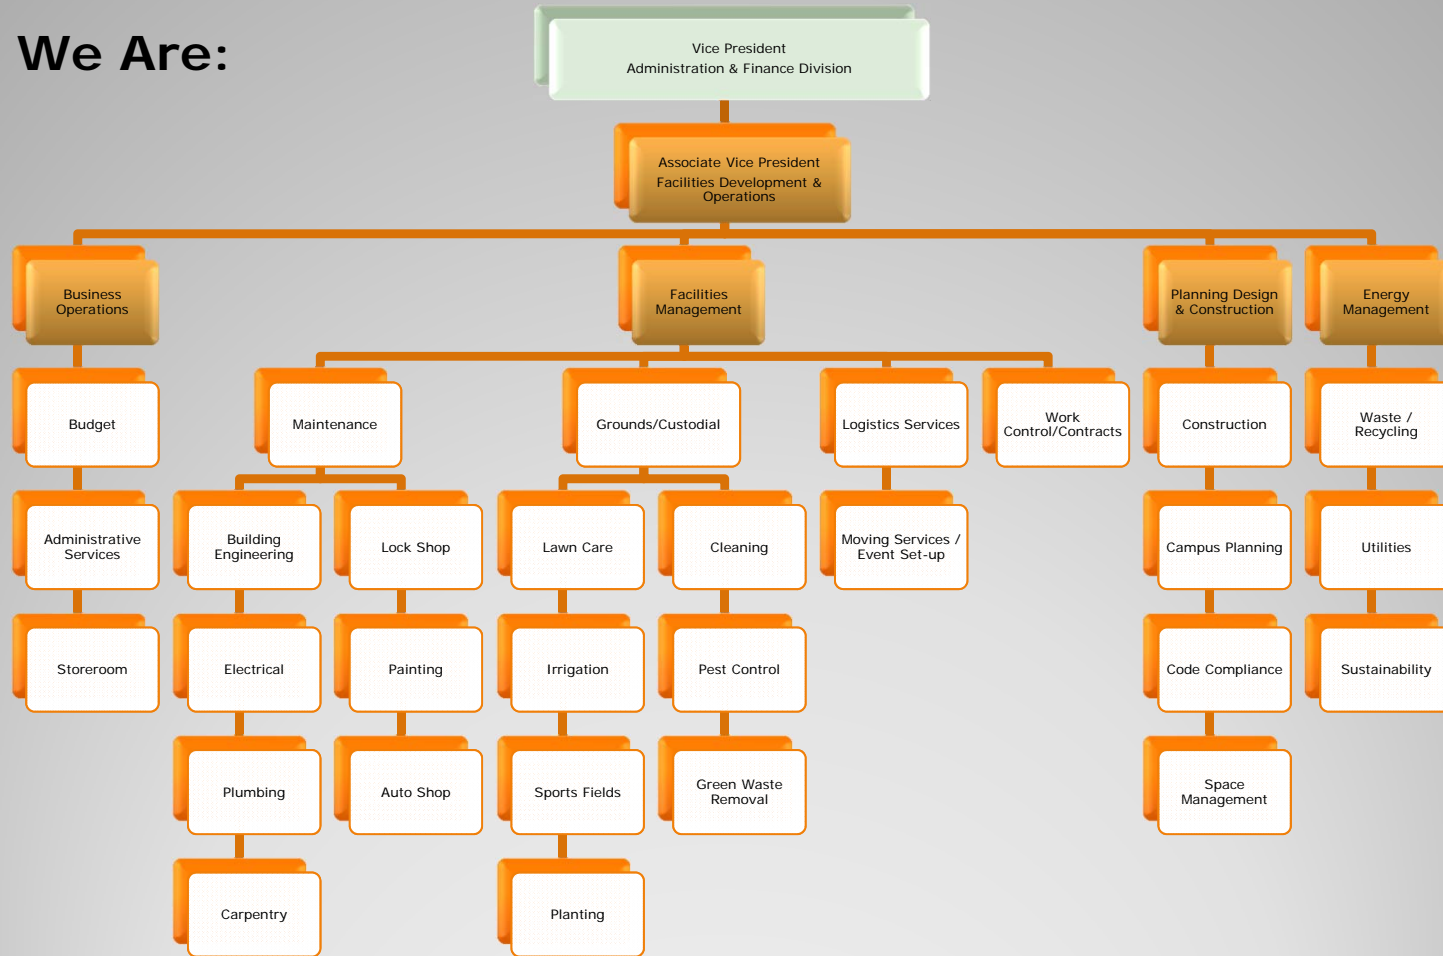 We Are:
Vice President
Administration & Finance Division
Associate Vice President
Facilities Development &
Operations
Business
Operations
Facilities
Management
Planning Design
& Construction
Energy
Management
Budget
Maintenance
Grounds/Custodial
Logistics Services
Work
Control/Contracts
Construction
Waste /
Recycling
Administrative
Services
Building
Engineering
Lock Shop
Lawn Care
Cleaning
Moving Services /
Event Set-up
Campus Planning
Utilities
Storeroom
Electrical
Painting
Irrigation
Pest Control
Code Compliance
Sustainability
Plumbing
Auto Shop
Sports Fields
Green Waste
Removal
Space
Management
Carpentry
Planting